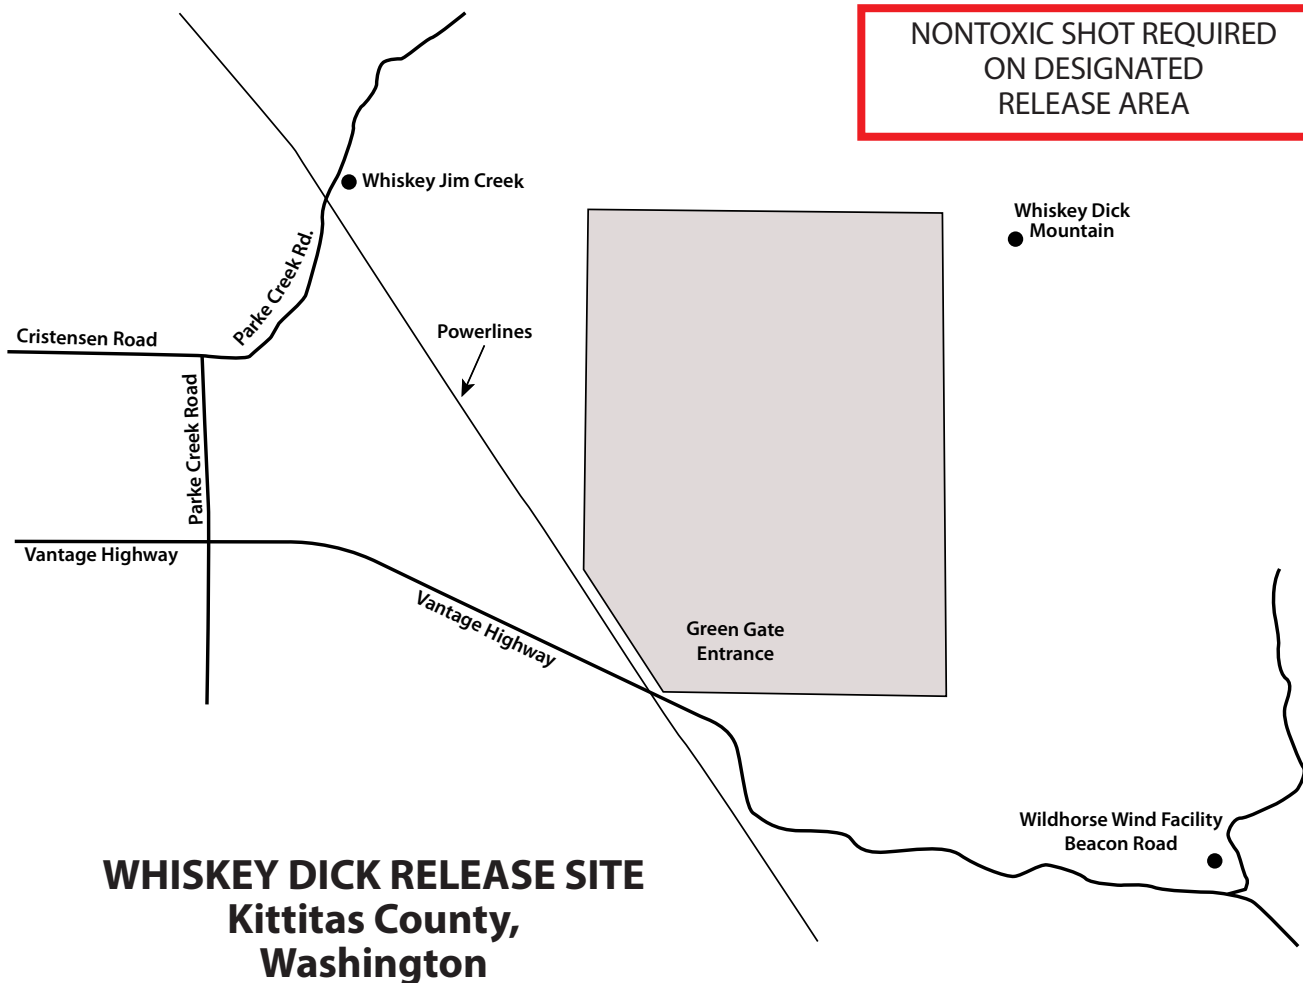 NONTOXIC SHOT REQUIRED
ON DESIGNATED
RELEASE AREA
Whiskey Jim Creek
Whiskey Dick
Mountain
Parke Creek Rd.
Powerlines
Cristensen Road
Parke Creek Road
Vantage Highway
Vantage Highway
Green Gate
Entrance
Wildhorse Wind Facility
Beacon Road
WHISKEY DICK RELEASE SITE
Kittitas County,
Washington